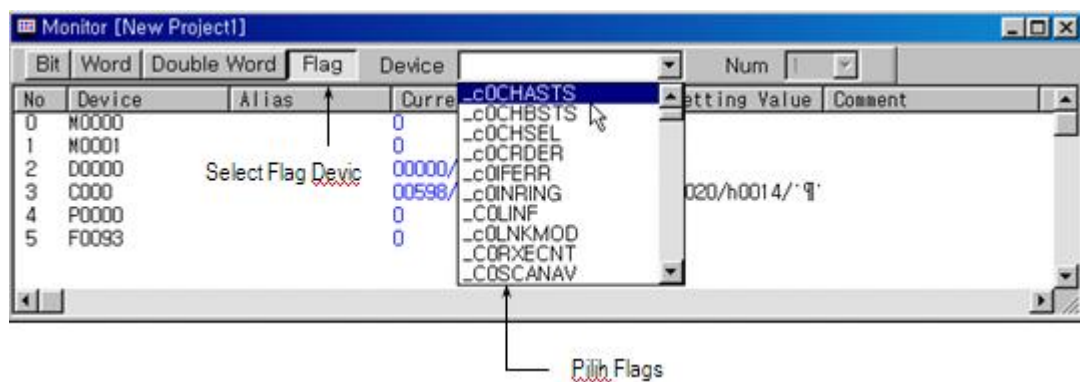 Monitor [New Project1]
Bit Word Double Word Flag Device Num 1
No Device Alias Curre etting Value Comment
0 M0000 0
1 M0001 0
2 D0000 00000/
3 C000 00598/ 020/h0014/'¶'
4 P0000 0
5 F0093 0
_c0CHASTS
_c0CHBSTS
_c0CHSEL
_c0CRDER
_c0IFERR
_c0INRING
_C0LINF
_c0LNKMOD
_C0RXECNT
_C0SCANAV
Select Flag Devic
Pilih Flags